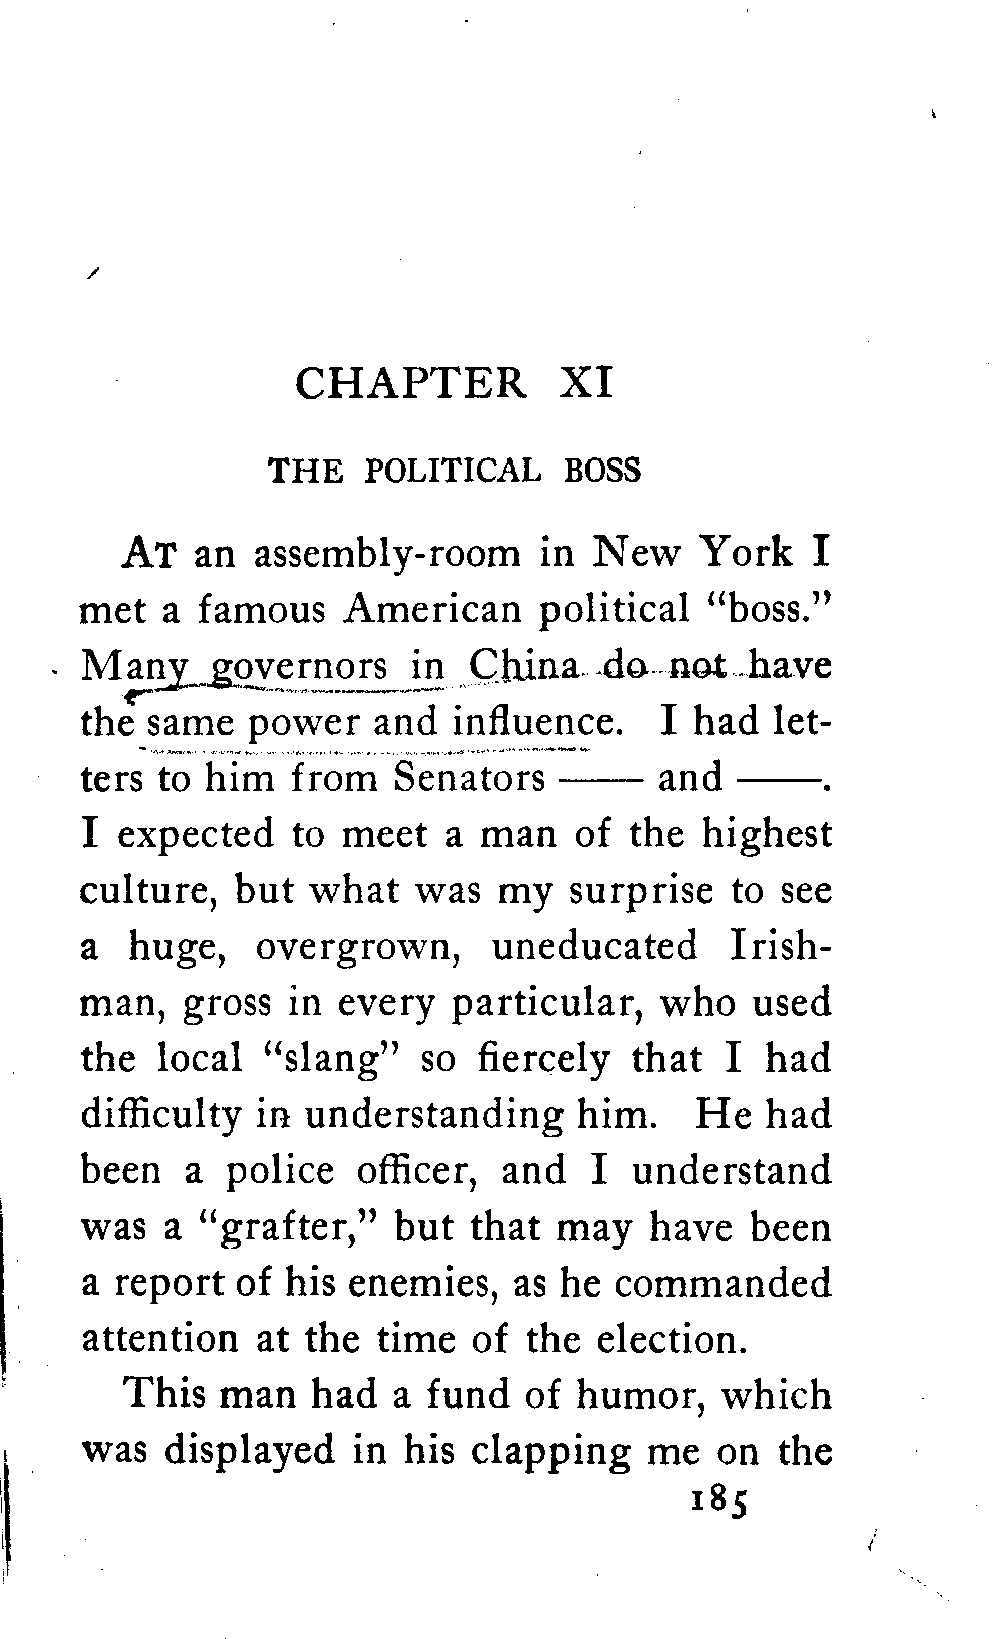 CHAPTER XI
THE POLITICAL BOSS
AT an assembly-room in New York I
met a famous American political “boss.”
Many governors in China do not have
the same power and influence. I had let-
ters to him from Senators —— and ——.
I expected to meet a man of the highest
culture, but what was my surprise to see
a huge, overgrown, uneducated Irish-
man, gross in every particular, who used
the local “slang” so fiercely that I had
difficulty in understanding him. He had
been a police officer, and I understand
was a “grafter,” but that may have been
a report of his enemies, as he commanded
attention at the time of the election.
This man had a fund of humor, which
was displayed in his clapping me on the
185